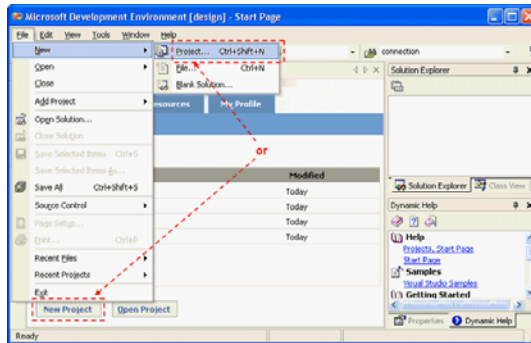 Microsoft Development Environment [design] - Start Page
File Edit View Tools Window Help
New
Project... Ctrl+Shift+N
connection
Open
File... Ctrl+N
Solution Explorer
Close
Blank Solution...
Add Project
Resources
My Profile
Open Solution...
Close Solution
or
Save Selected Items Ctrl+S
Modified
Save Selected Items As...
Today
Solution Explorer
Class View
Save All Ctrl+Shift+S
Today
Source Control
Today
Dynamic Help
Page Setup...
Today
Print... Ctrl+P
Help
Projects, Start Page
Recent Files
Start Page
Samples
Recent Projects
Visual Studio Samples
Exit
Getting Started
New Project
Open Project
Properties
Dynamic Help
Ready